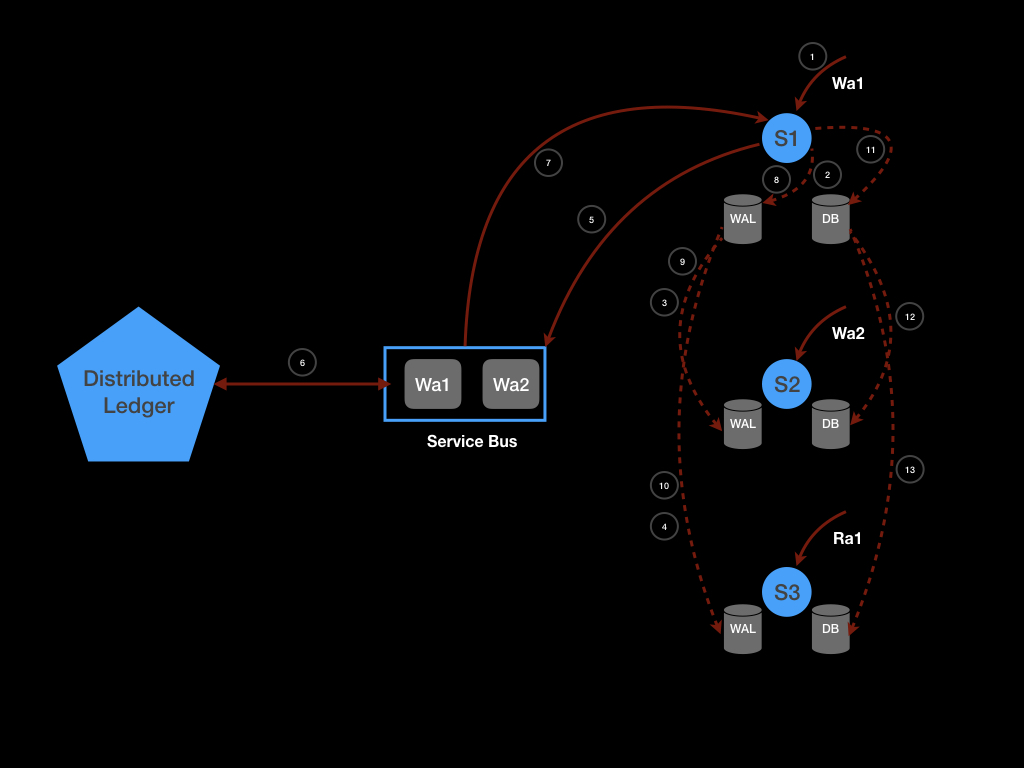 1
Wa1
S1
11
7
8
2
5
WAL
DB
9
3
12
Wa2
6
Distributed
Ledger
Wa1
Wa2
S2
WAL
DB
Service Bus
13
10
4
Ra1
S3
WAL
DB